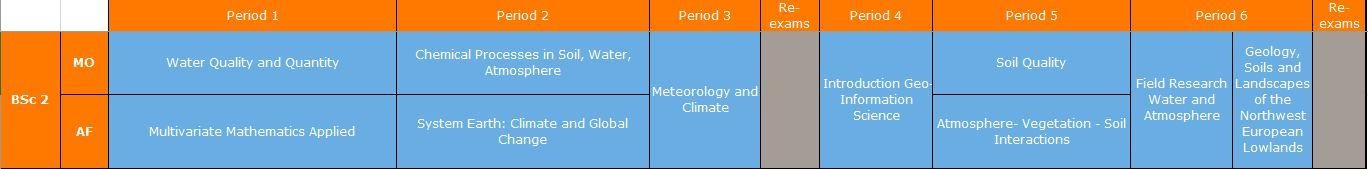 Period 1
Period 2
Period 3
Re-
exams
Period 4
Period 5
Period 6
Re-
exams
BSc 2
MO
Water Quality and Quantity
Chemical Processes in Soil, Water,
Atmosphere
Meteorology and
Climate
Introduction Geo-
Information
Science
Soil Quality
Field Research
Water and
Atmosphere
Geology,
Soils and
Landscapes
of the
Northwest
European
Lowlands
AF
Multivariate Mathematics Applied
System Earth: Climate and Global
Change
Atmosphere- Vegetation - Soil
Interactions